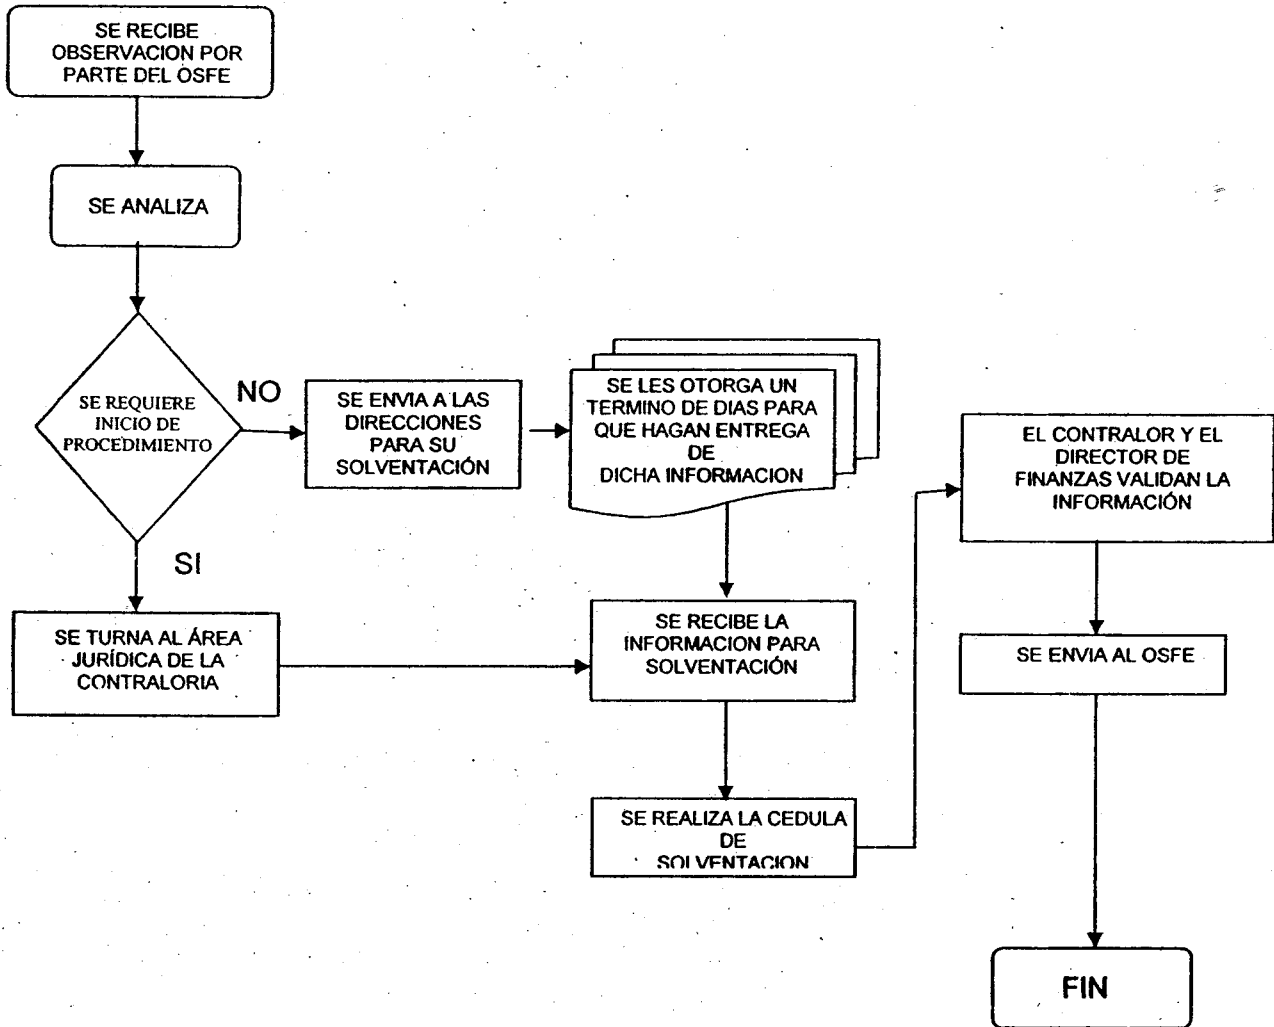 SE RECIBE
OBSERVACION POR
PARTE DEL OSFE
SE ANALIZA
SE REQUIERE
INICIO DE
PROCEDIMIENTO
NO
SE ENVIA A LAS
DIRECCIONES
PARA SU
SOLVENTACIÓN
SE LES OTORGA UN
TERMINO DE DIAS PARA
QUE HAGAN ENTREGA
DE
DICHA INFORMACION
SI
SE TURNA AL ÁREA
JURÍDICA DE LA
CONTRALORIA
SE RECIBE LA
INFORMACION PARA
SOLVENTACIÓN
SE REALIZA LA CEDULA
DE
SOLVENTACION
EL CONTRALOR Y EL
DIRECTOR DE
FINANZAS VALIDAN LA
INFORMACIÓN
SE ENVIA AL OSFE
FIN